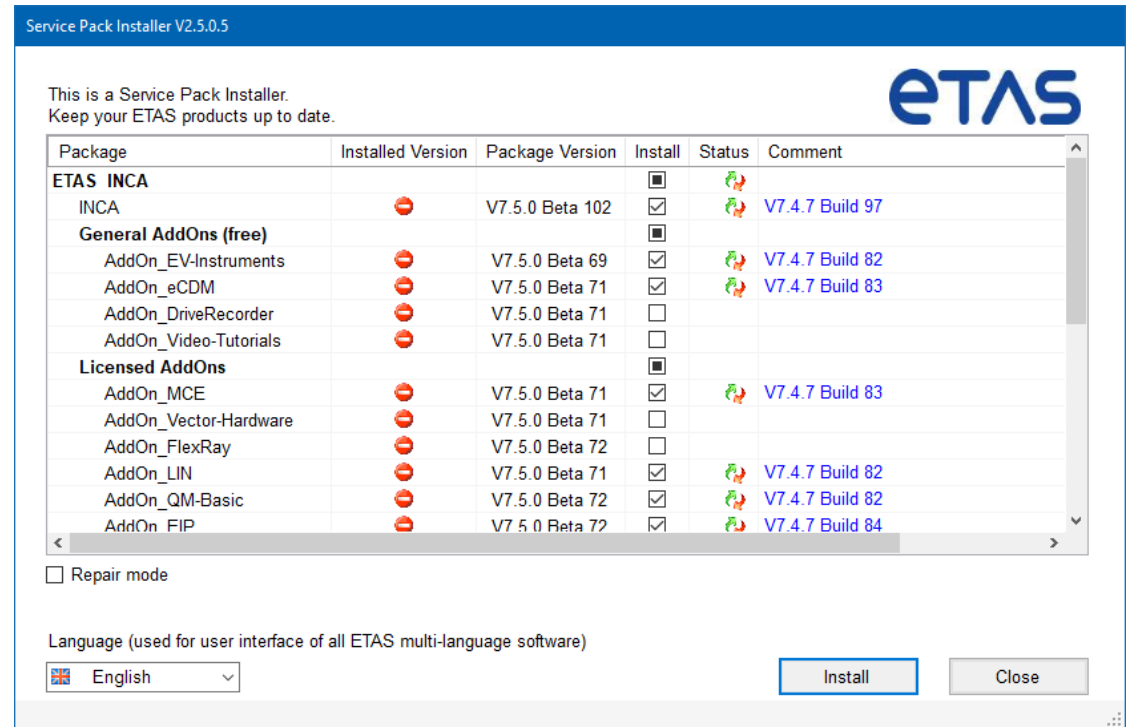 Service Pack Installer V2.5.0.5
eTAS
This is a Service Pack Installer.
Keep your ETAS products up to date.
Package Installed Version Package Version Install Status Comment
ETAS INCA
INCA V7.5.0 Beta 102 V7.4.7 Build 97
General AddOns (free)
AddOn_EV-Instruments V7.5.0 Beta 69 V7.4.7 Build 82
AddOn_eCDM V7.5.0 Beta 71 V7.4.7 Build 83
AddOn_DriveRecorder V7.5.0 Beta 71
AddOn_Video-Tutorials V7.5.0 Beta 71
Licensed AddOns
AddOn_MCE V7.5.0 Beta 71 V7.4.7 Build 83
AddOn_Vector-Hardware V7.5.0 Beta 71
AddOn_FlexRay V7.5.0 Beta 72
AddOn_LIN V7.5.0 Beta 71 V7.4.7 Build 82
AddOn_QM-Basic V7.5.0 Beta 72 V7.4.7 Build 82
AddOn_EIP V7.5.0 Beta 72 V7.4.7 Build 84
Repair mode
Language (used for user interface of all ETAS multi-language software)
English
Install Close